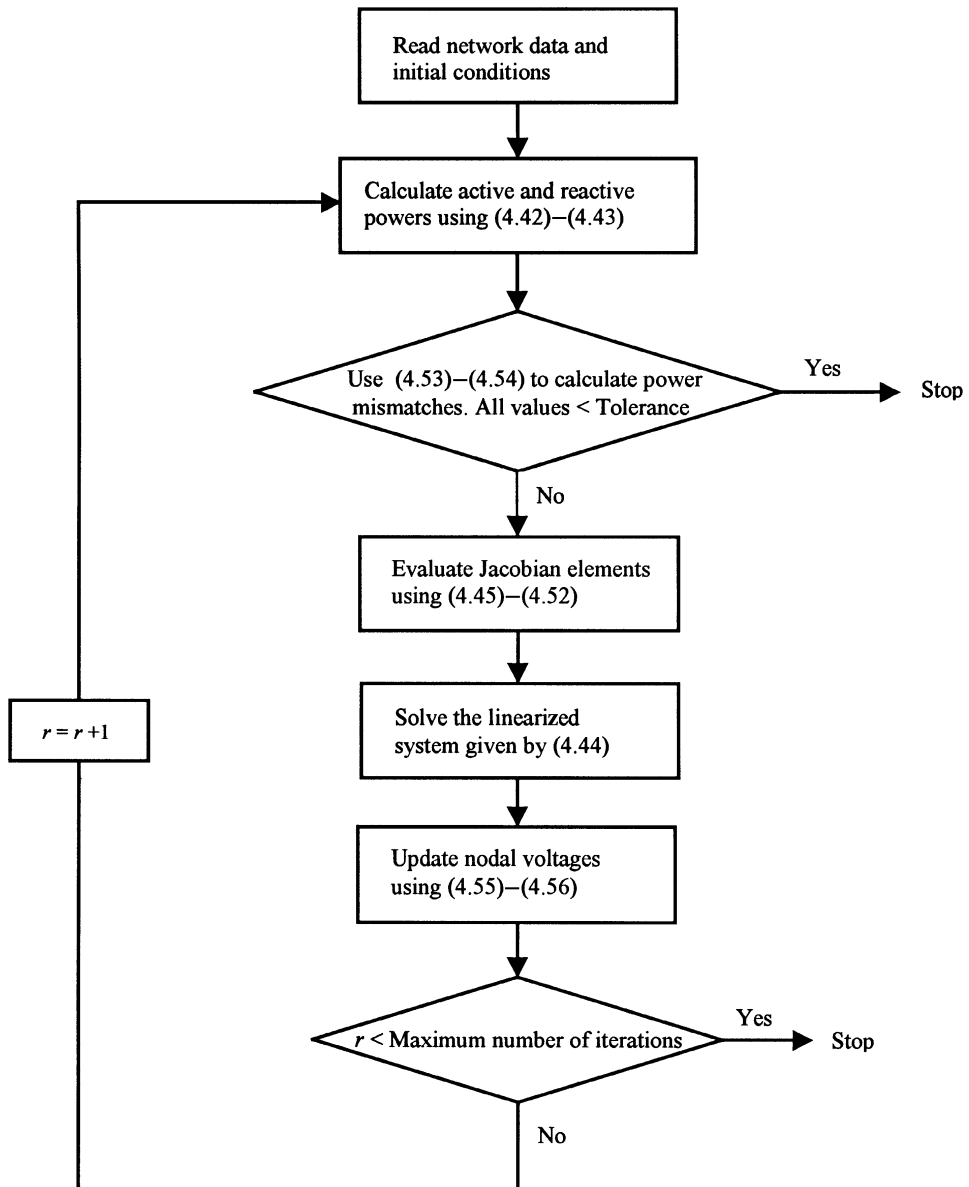 Read network data and
initial conditions
Calculate active and reactive
powers using (4.42)–(4.43)
Use (4.53)–(4.54) to calculate power
mismatches. All values < Tolerance
Yes
Stop
No
Evaluate Jacobian elements
using (4.45)–(4.52)
Solve the linearized
system given by (4.44)
r = r +1
Update nodal voltages
using (4.55)–(4.56)
r < Maximum number of iterations
Yes
Stop
No